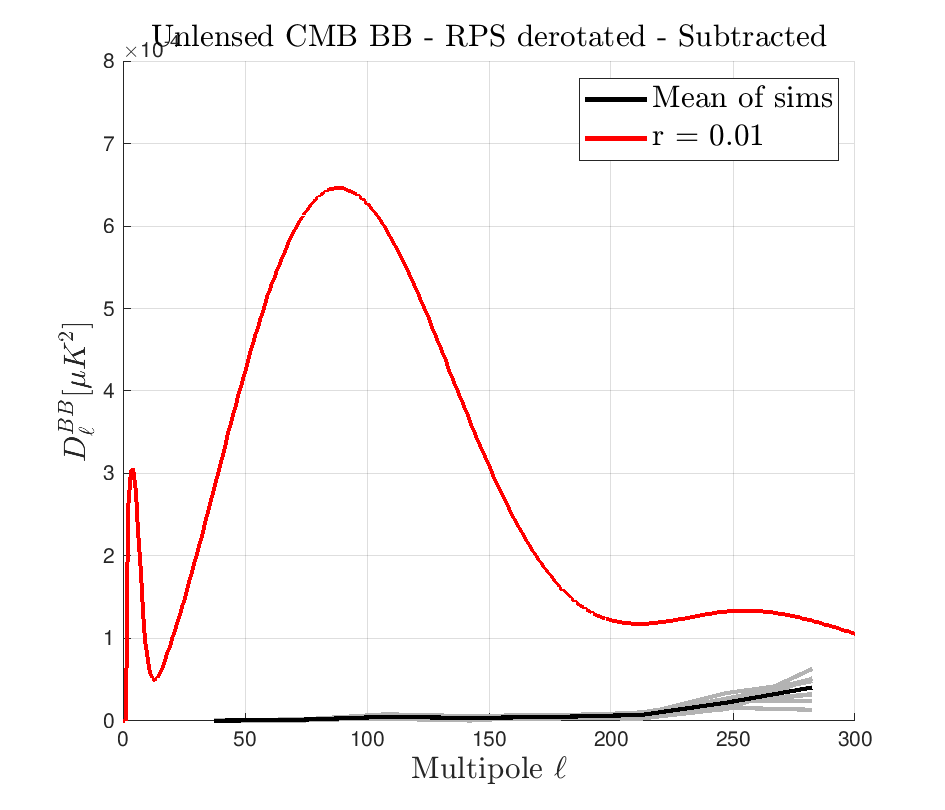 Unlensed CMB BB - RPS derotated - Subtracted
×10⁻⁴
Mean of sims
r = 0.01
8
7
6
5
4
3
2
1
0
D_ℓ^{BB}[μK²]
0 50 100 150 200 250 300
Multipole ℓ